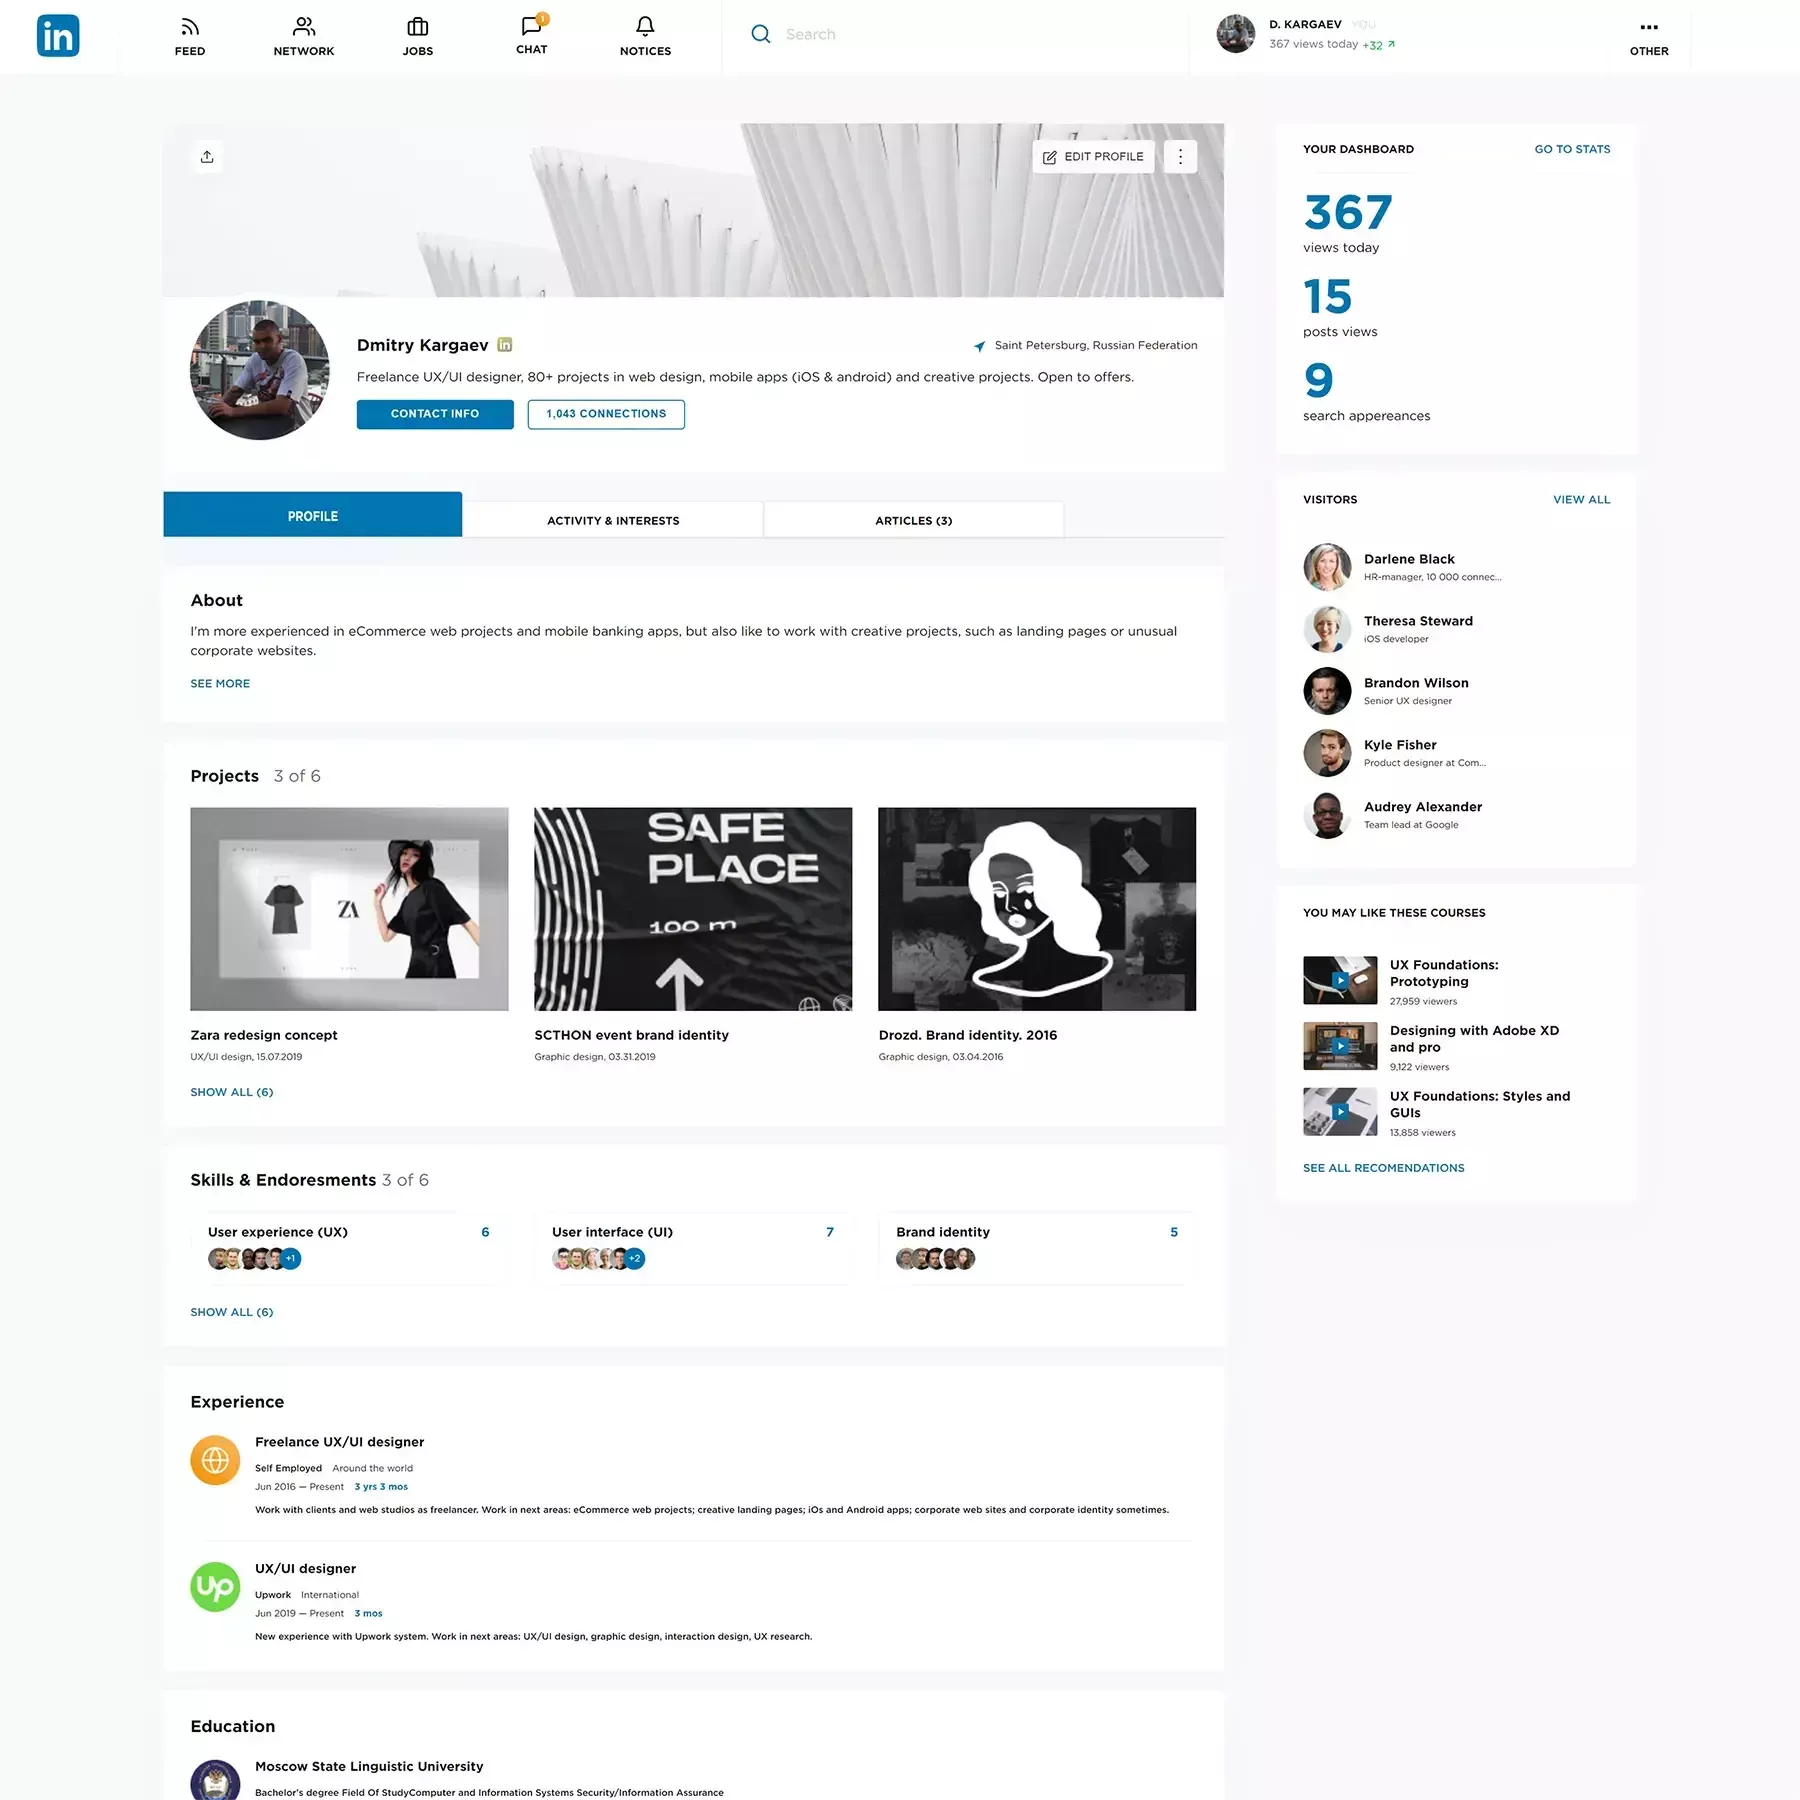 in
FEED
NETWORK
JOBS
CHAT
1
NOTICES
Search
D. KARGAEV YOU
367 views today +32
OTHER
EDIT PROFILE
Dmitry Kargaev in
Saint Petersburg, Russian Federation
Freelance UX/UI designer, 80+ projects in web design, mobile apps (iOS & android) and creative projects. Open to offers.
CONTACT INFO
1,043 CONNECTIONS
PROFILE
ACTIVITY & INTERESTS
ARTICLES (3)
About
I'm more experienced in eCommerce web projects and mobile banking apps, but also like to work with creative projects, such as landing pages or unusual
corporate websites.
SEE MORE
Projects 3 of 6
ZA
SAFE
PLACE
100 m
Zara redesign concept
UX/UI design, 15.07.2019
SCTHON event brand identity
Graphic design, 03.31.2019
Drozd. Brand identity. 2016
Graphic design, 03.04.2016
SHOW ALL (6)
Skills & Endoresments 3 of 6
User experience (UX) 6
+1
User interface (UI) 7
+2
Brand identity 5
SHOW ALL (6)
Experience
Freelance UX/UI designer
Self Employed Around the world
Jun 2016 — Present 3 yrs 3 mos
Work with clients and web studios as freelancer. Work in next areas: eCommerce web projects; creative landing pages; iOs and Android apps; corporate web sites and corporate identity sometimes.
Up
UX/UI designer
Upwork International
Jun 2019 — Present 3 mos
New experience with Upwork system. Work in next areas: UX/UI design, graphic design, interaction design, UX research.
Education
Moscow State Linguistic University
Bachelor's degree Field Of StudyComputer and Information Systems Security/Information Assurance
YOUR DASHBOARD
GO TO STATS
367
views today
15
posts views
9
search appereances
VISITORS
VIEW ALL
Darlene Black
HR-manager, 10 000 connec...
Theresa Steward
iOS developer
Brandon Wilson
Senior UX designer
Kyle Fisher
Product designer at Com...
Audrey Alexander
Team lead at Google
YOU MAY LIKE THESE COURSES
UX Foundations:
Prototyping
27,959 viewers
Designing with Adobe XD
and pro
9,122 viewers
UX Foundations: Styles and
GUIs
13,858 viewers
SEE ALL RECOMENDATIONS